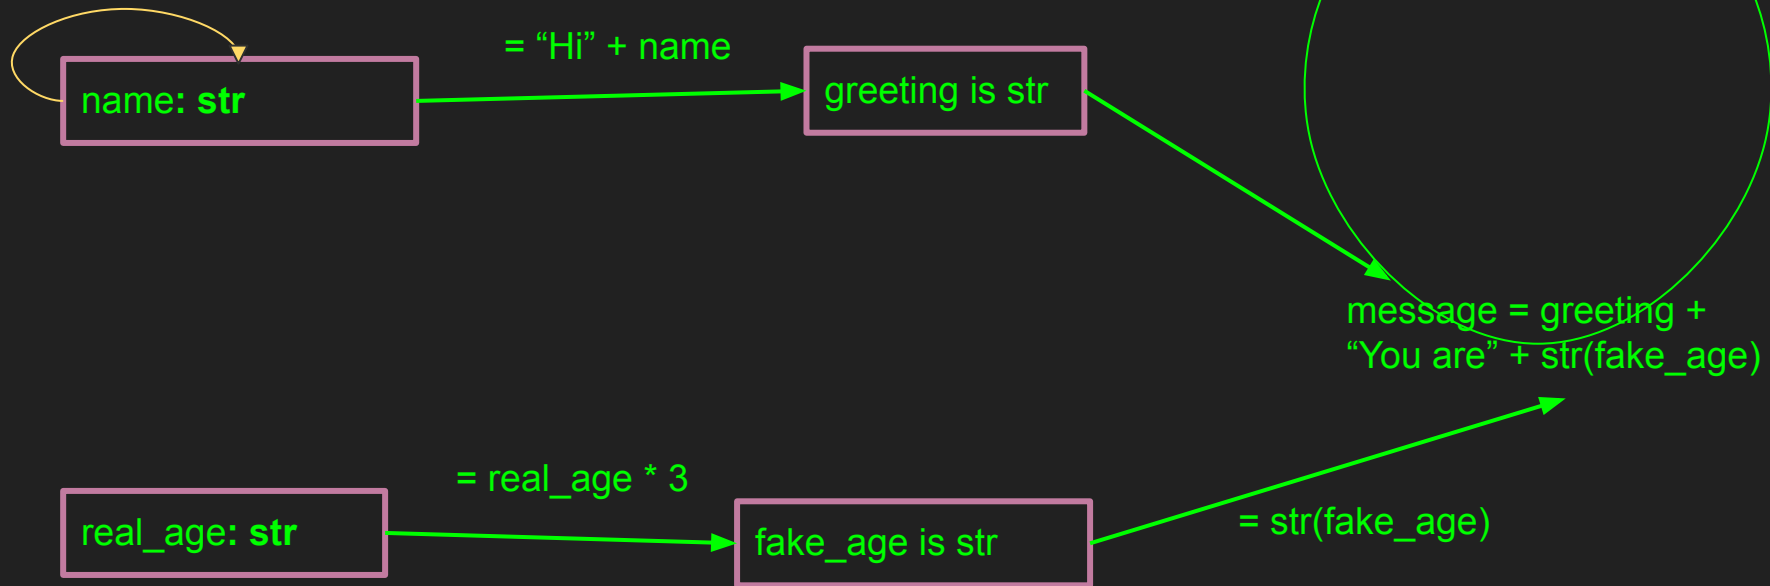 = “Hi” + name
name: str
greeting is str
message = greeting +
“You are” + str(fake_age)
= real_age * 3
real_age: str
fake_age is str
= str(fake_age)